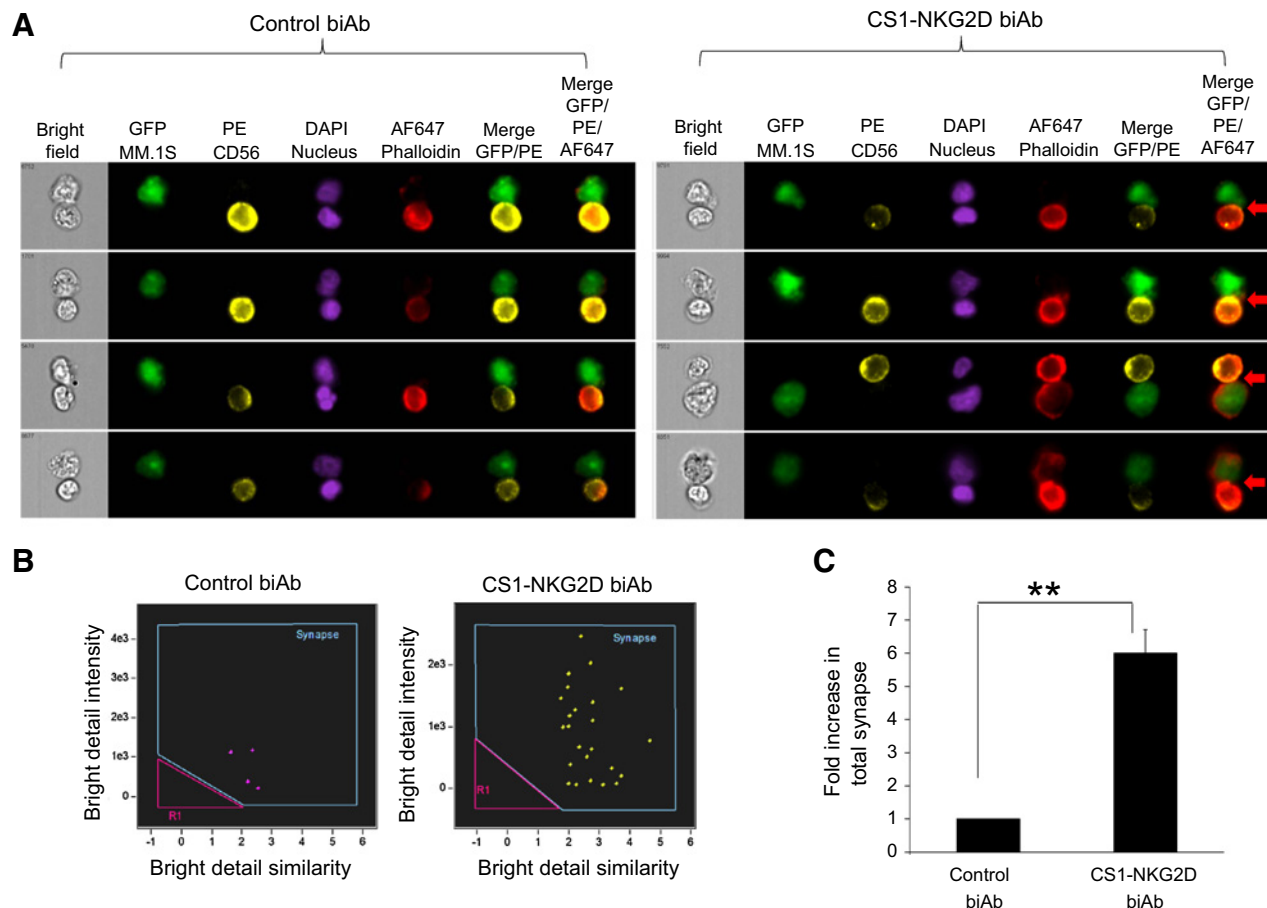 A
Control biAb
CS1-NKG2D biAb
Bright field
GFP MM.1S
PE CD56
DAPI Nucleus
AF647 Phalloidin
Merge GFP/PE
Merge GFP/ PE/ AF647
Bright field
GFP MM.1S
PE CD56
DAPI Nucleus
AF647 Phalloidin
Merge GFP/PE
Merge GFP/ PE/ AF647
B
Control biAb
CS1-NKG2D biAb
Bright detail intensity
4e3
3e3
2e3
1e3
0
Synapse
R1
-1 0 1 2 3 4 5 6
Bright detail similarity
Bright detail intensity
2e3
1e3
0
Synapse
R1
-1 0 1 2 3 4 5 6
Bright detail similarity
C
Fold increase in
total synapse
8
7
6
5
4
3
2
1
0
**
Control
biAb
CS1-NKG2D
biAb